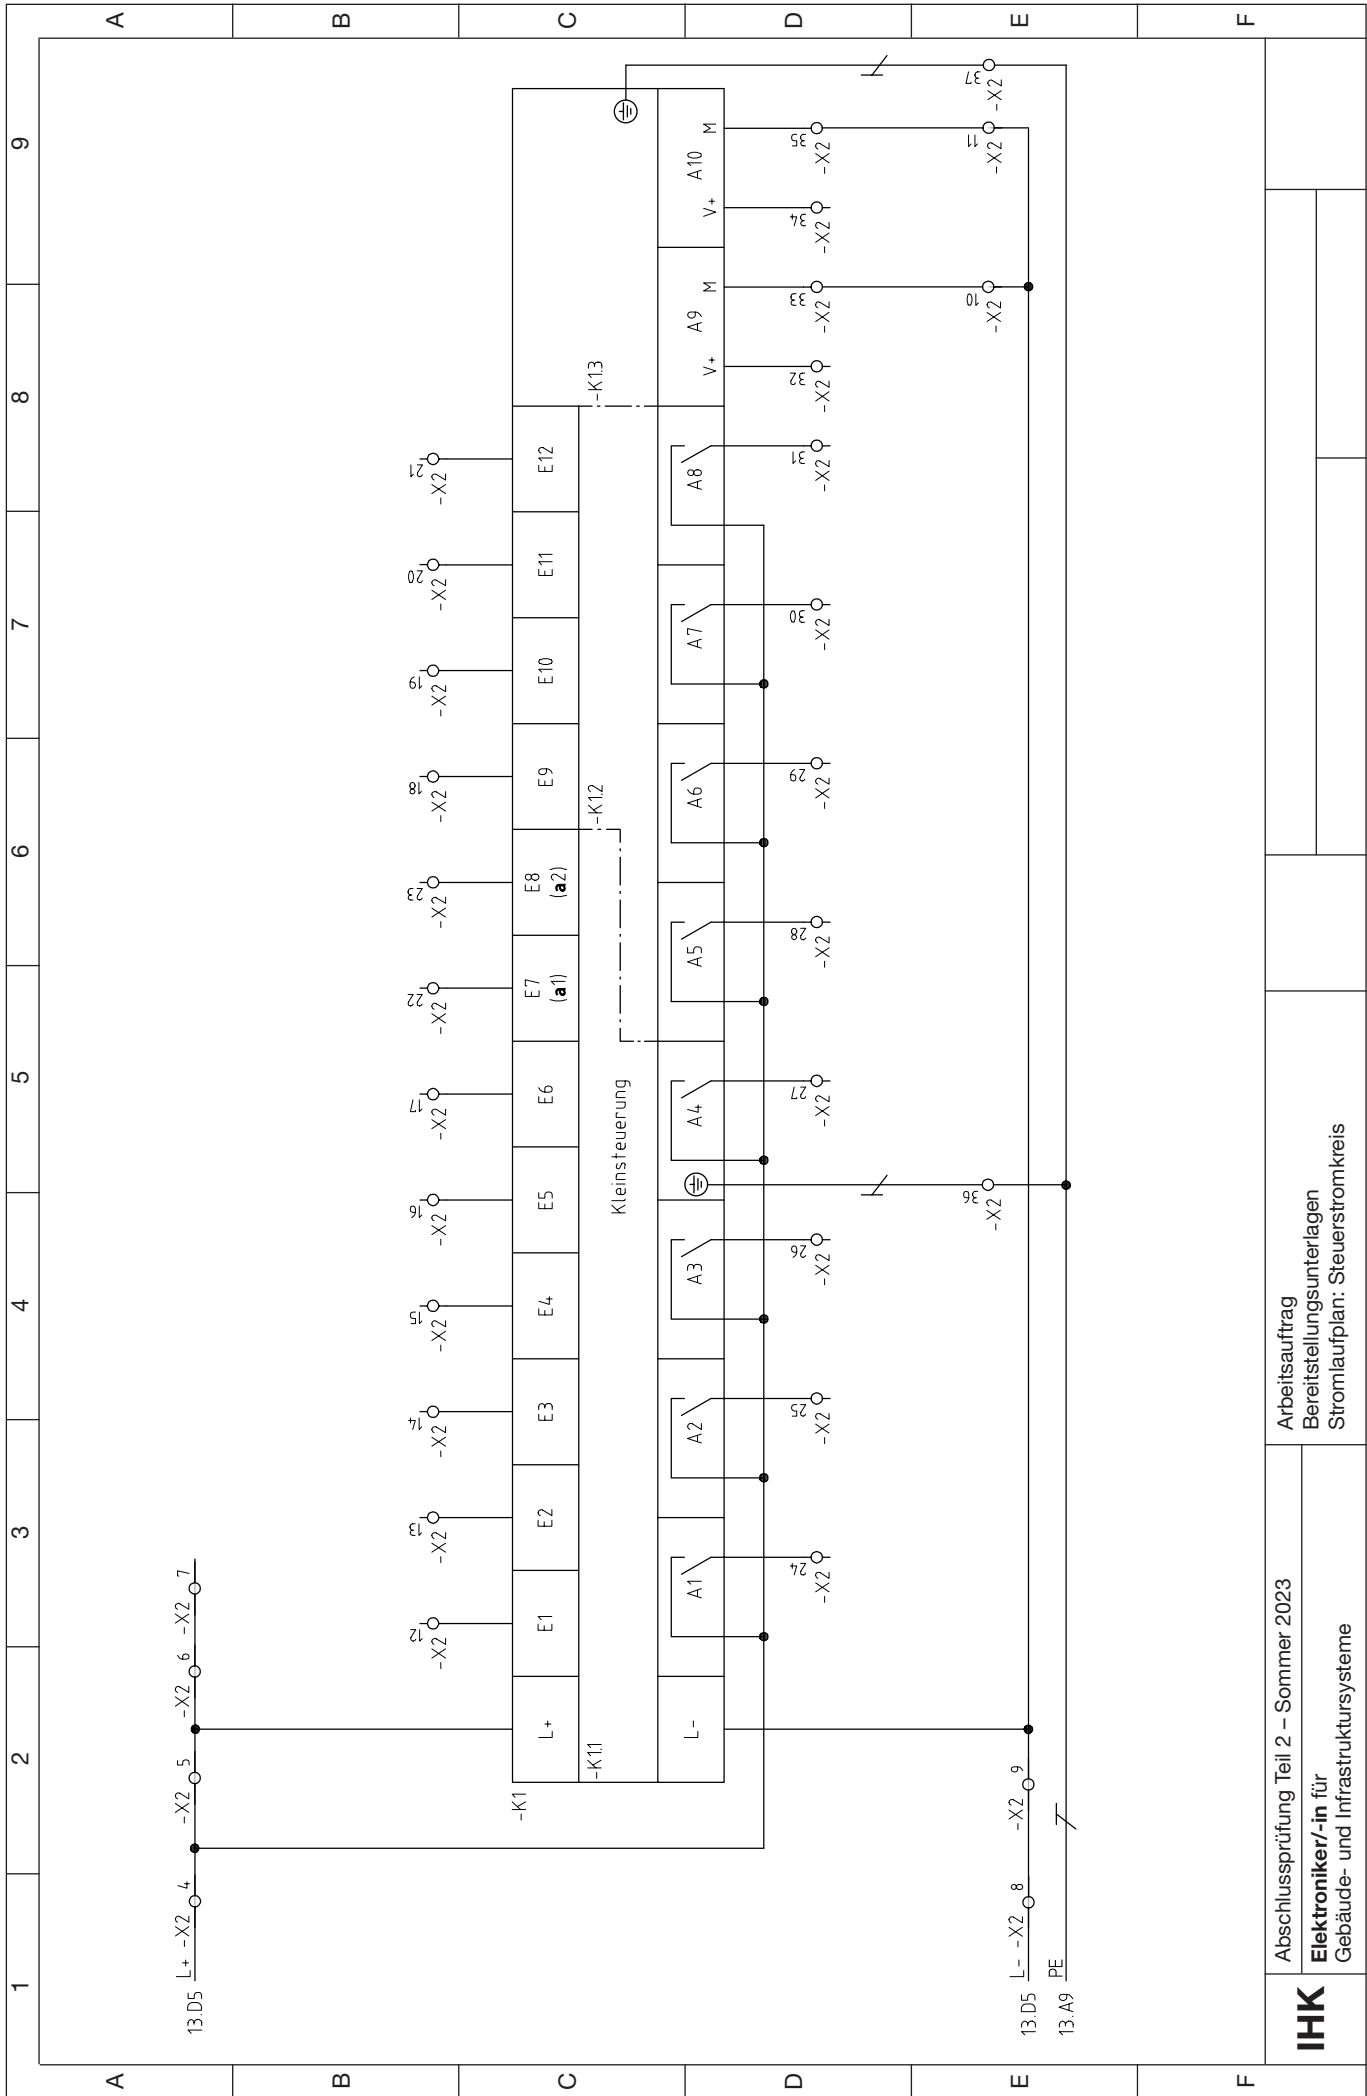 1 2 3 4 5 6 7 8 9
A A
B B
C C
D D
E E
F F
13.D5 L+ -X2 4 -X2 5 -X2 6 -X2 7
12 13 14 15 16 17 22 23 18 19 20 21
-X2 -X2 -X2 -X2 -X2 -X2 -X2 -X2 -X2 -X2 -X2 -X2
-K1
L+ E1 E2 E3 E4 E5 E6 E7 E8 E9 E10 E11 E12
(a1) (a2)
-K1.1 -K1.2 -K1.3
Kleinsteuerung
L- A1 A2 A3 A4 A5 A6 A7 A8 V+ A9 M V+ A10 M
24 25 26 27 28 29 30 31 32 33 34 35
-X2 -X2 -X2 -X2 -X2 -X2 -X2 -X2 -X2 -X2 -X2 -X2
36 10 11 37
-X2 -X2 -X2 -X2
13.D5 L- -X2 8 -X2 9
13.A9 PE
IHK
Abschlussprüfung Teil 2 – Sommer 2023
Elektroniker/-in für
Gebäude- und Infrastruktursysteme
Arbeitsauftrag
Bereitstellungsunterlagen
Stromlaufplan: Steuerstromkreis